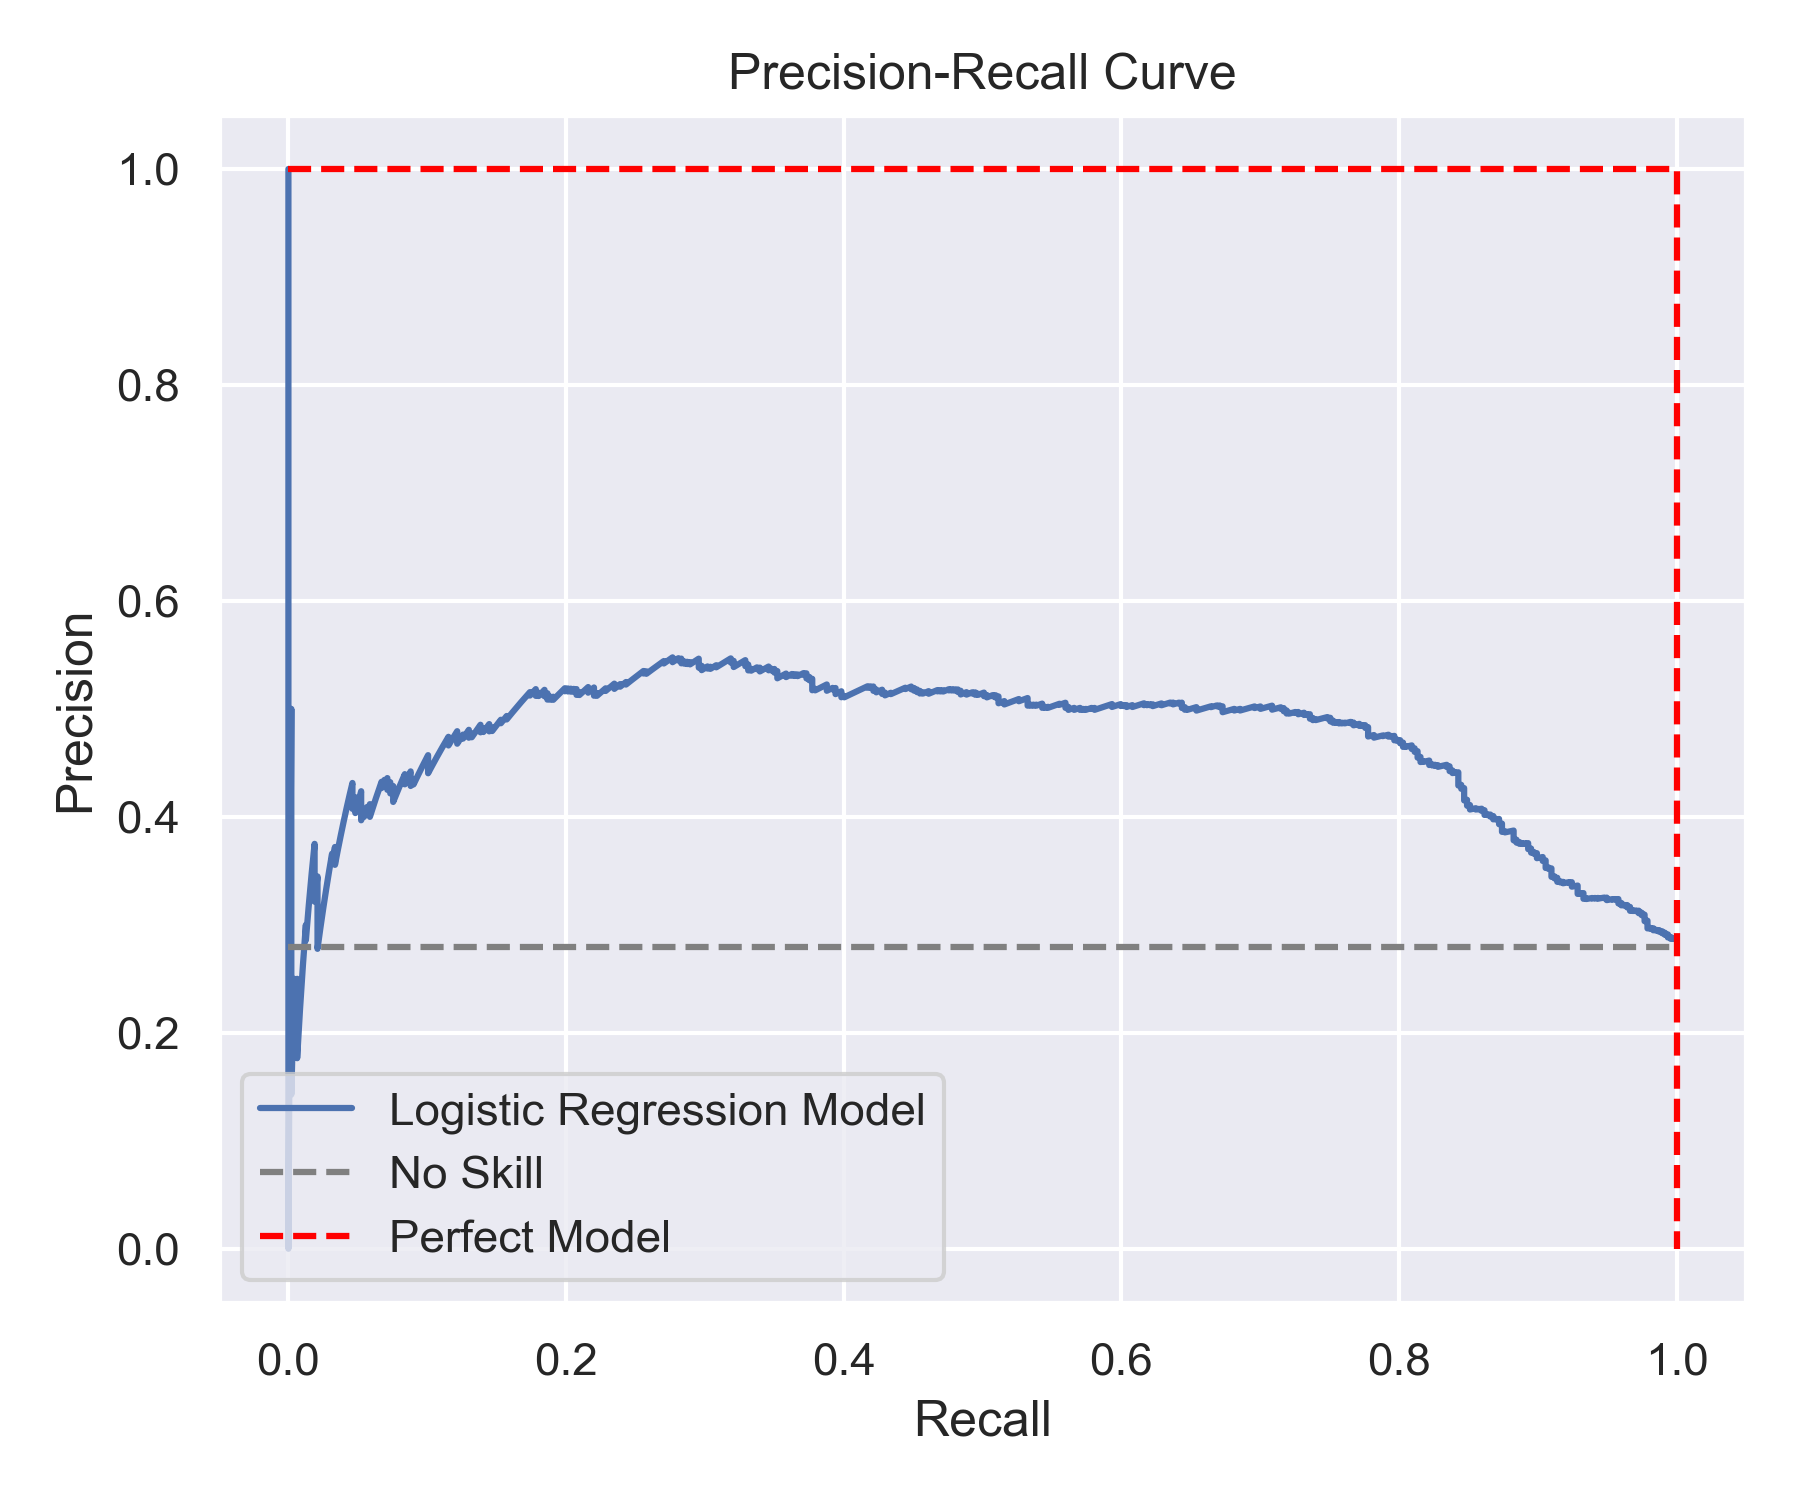 Precision-Recall Curve
1.0
0.8
0.6
0.4
0.2
0.0
Precision
Logistic Regression Model
No Skill
Perfect Model
0.0 0.2 0.4 0.6 0.8 1.0
Recall